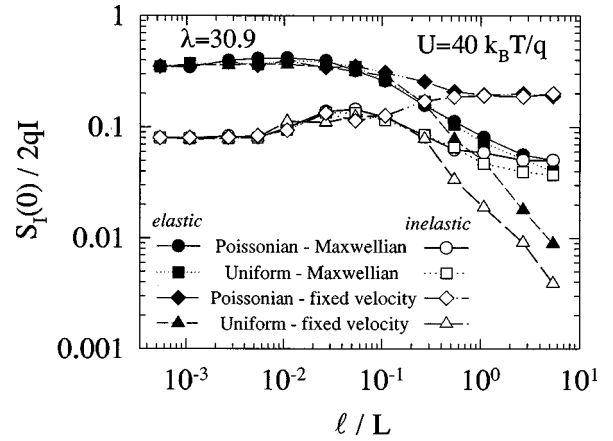 1
λ=30.9 U=40 k_BT/q
0.1
S_I(0) / 2qI
elastic inelastic
Poissonian - Maxwellian
0.01
Uniform - Maxwellian
Poissonian - fixed velocity
Uniform - fixed velocity
0.001
10^-3 10^-2 10^-1 10^0 10^1
ℓ / L